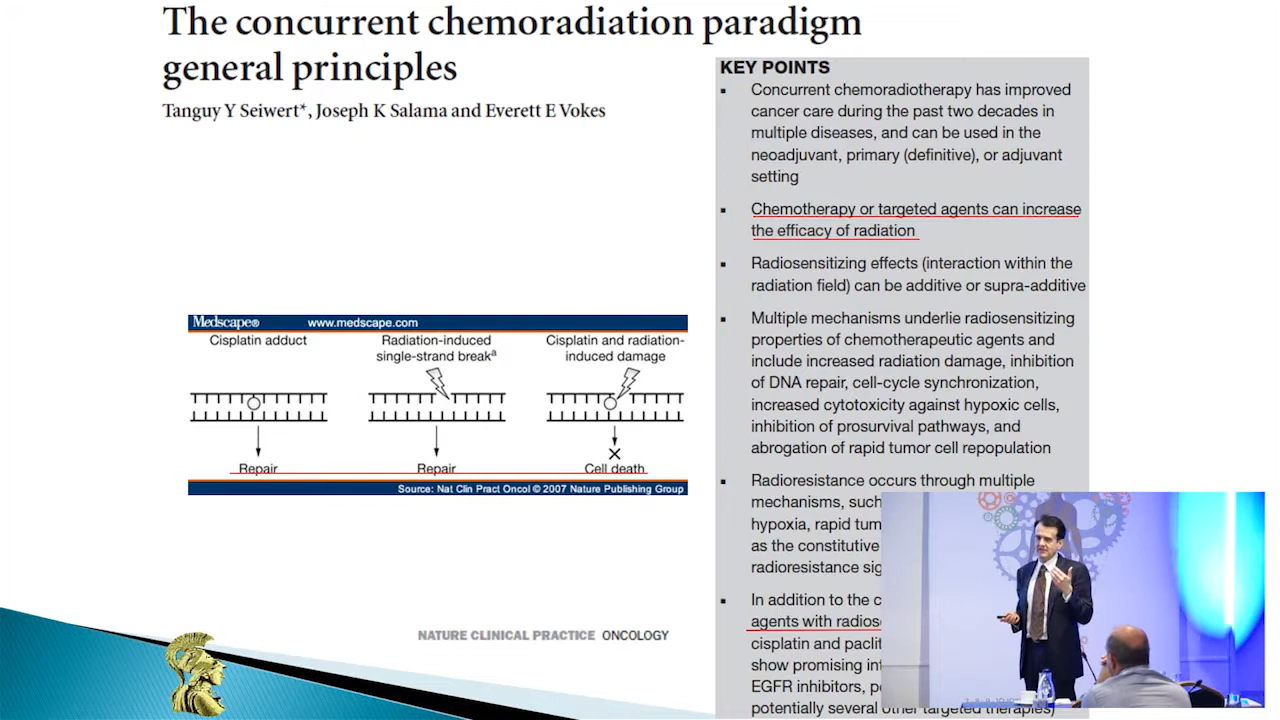 The concurrent chemoradiation paradigm
general principles
Tanguy Y Seiwert*, Joseph K Salama and Everett E Vokes
KEY POINTS
▪ Concurrent chemoradiotherapy has improved
cancer care during the past two decades in
multiple diseases, and can be used in the
neoadjuvant, primary (definitive), or adjuvant
setting
▪ Chemotherapy or targeted agents can increase
the efficacy of radiation
▪ Radiosensitizing effects (interaction within the
radiation field) can be additive or supra-additive
▪ Multiple mechanisms underlie radiosensitizing
properties of chemotherapeutic agents and
include increased radiation damage, inhibition
of DNA repair, cell-cycle synchronization,
increased cytotoxicity against hypoxic cells,
inhibition of prosurvival pathways, and
abrogation of rapid tumor cell repopulation
▪ Radioresistance occurs through multiple
mechanisms, such
hypoxia, rapid tum
as the constitutive
radioresistance sig
▪ In addition to the c
agents with radios
cisplatin and paclit
show promising in
EGFR inhibitors, p
potentially several other targeted therapies)
Medscape® www.medscape.com
Cisplatin adduct
Radiation-induced
single-strand breakª
Cisplatin and radiation-
induced damage
Repair
Repair
Cell death
Source: Nat Clin Pract Oncol © 2007 Nature Publishing Group
NATURE CLINICAL PRACTICE ONCOLOGY